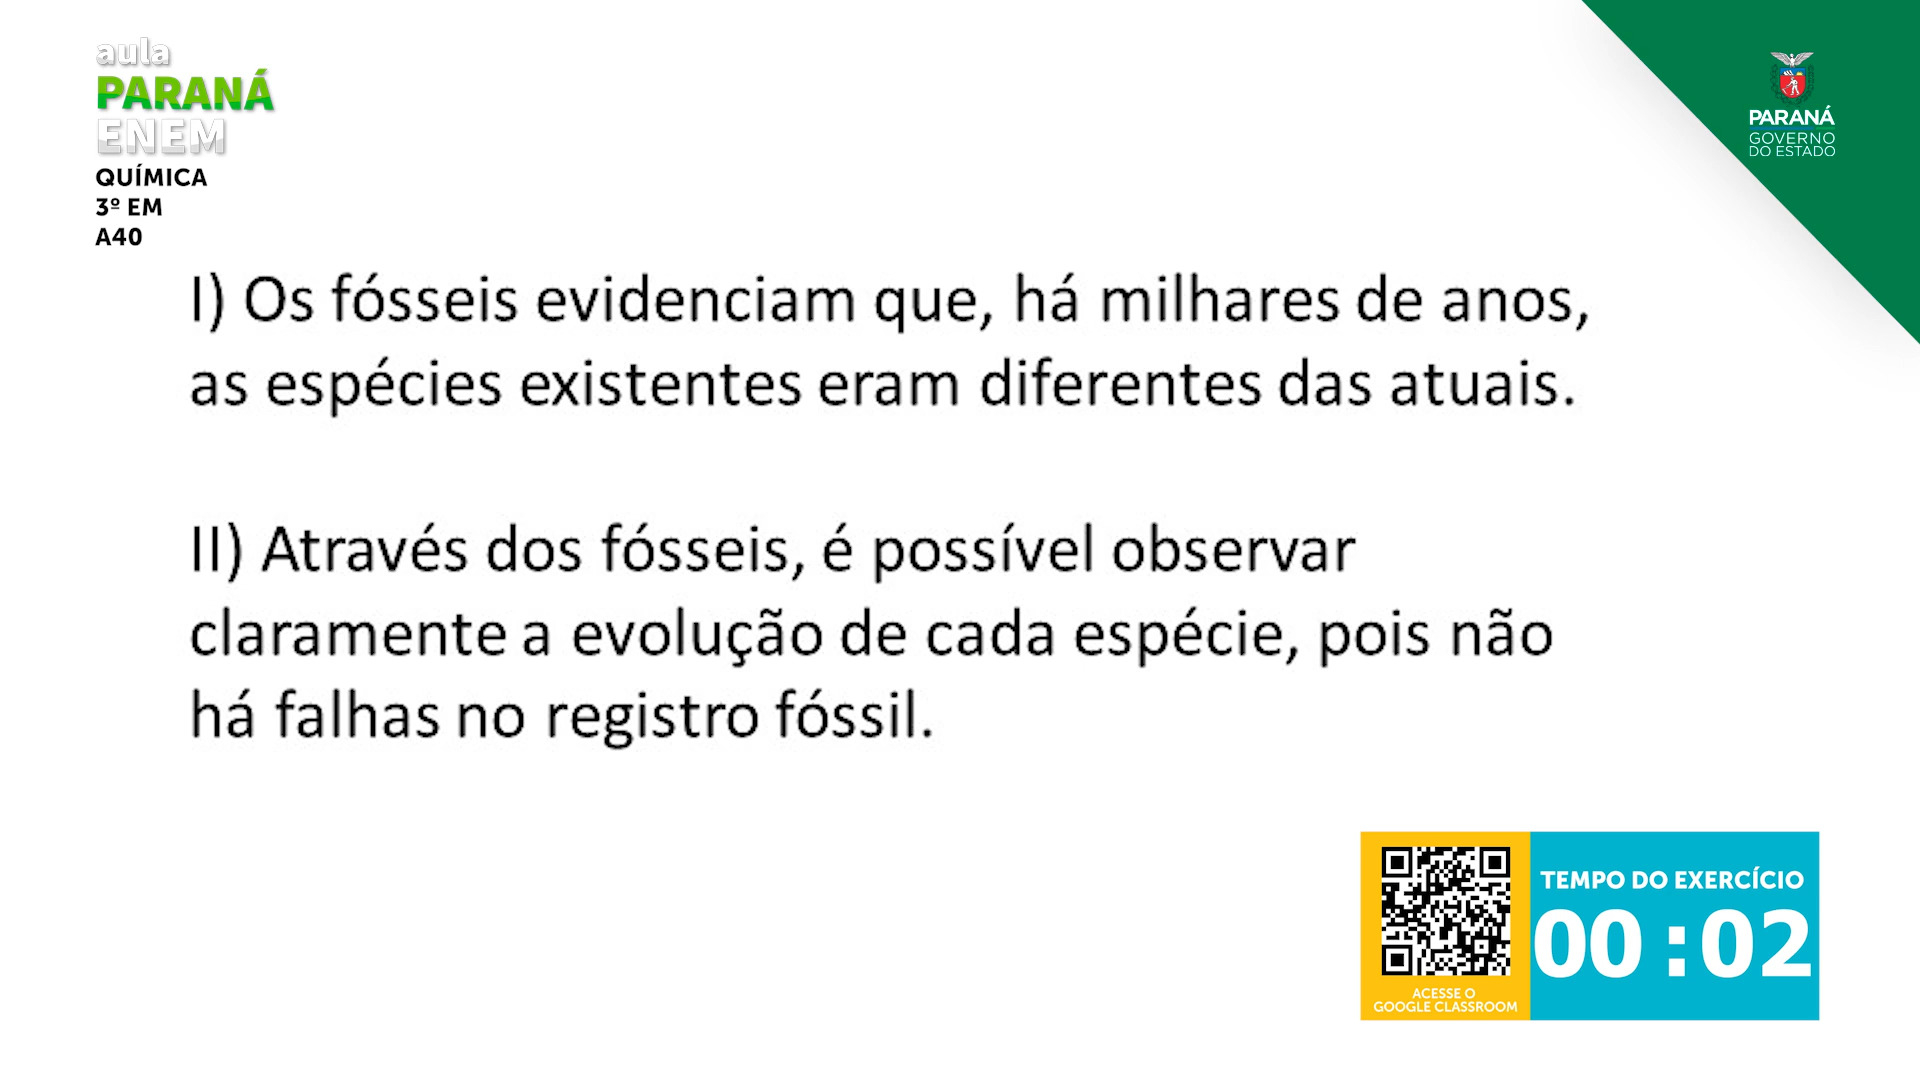 aula
PARANÁ
ENEM
QUÍMICA
3º EM
A40
PARANÁ
GOVERNO
DO ESTADO
I) Os fósseis evidenciam que, há milhares de anos,
as espécies existentes eram diferentes das atuais.
II) Através dos fósseis, é possível observar
claramente a evolução de cada espécie, pois não
há falhas no registro fóssil.
TEMPO DO EXERCÍCIO
00:02
ACESSE O
GOOGLE CLASSROOM